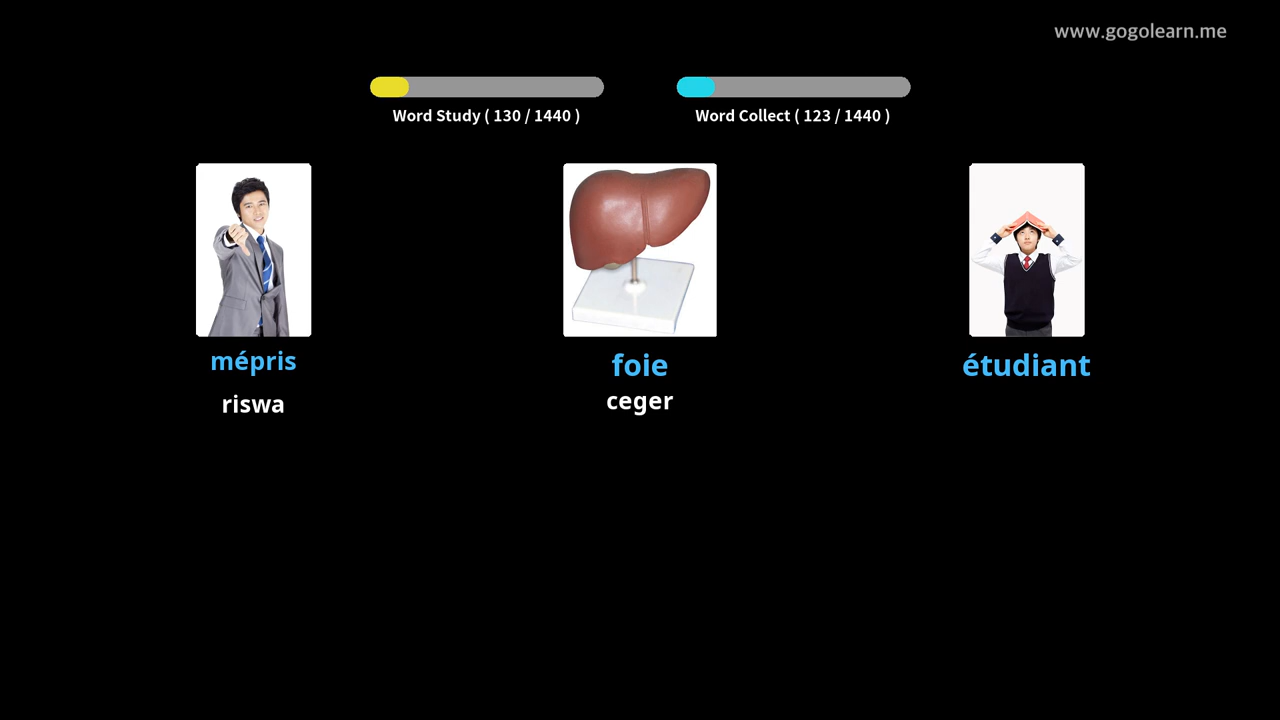 www.gogolearn.me
Word Study ( 130 / 1440 )
Word Collect ( 123 / 1440 )
mépris
riswa
foie
ceger
étudiant